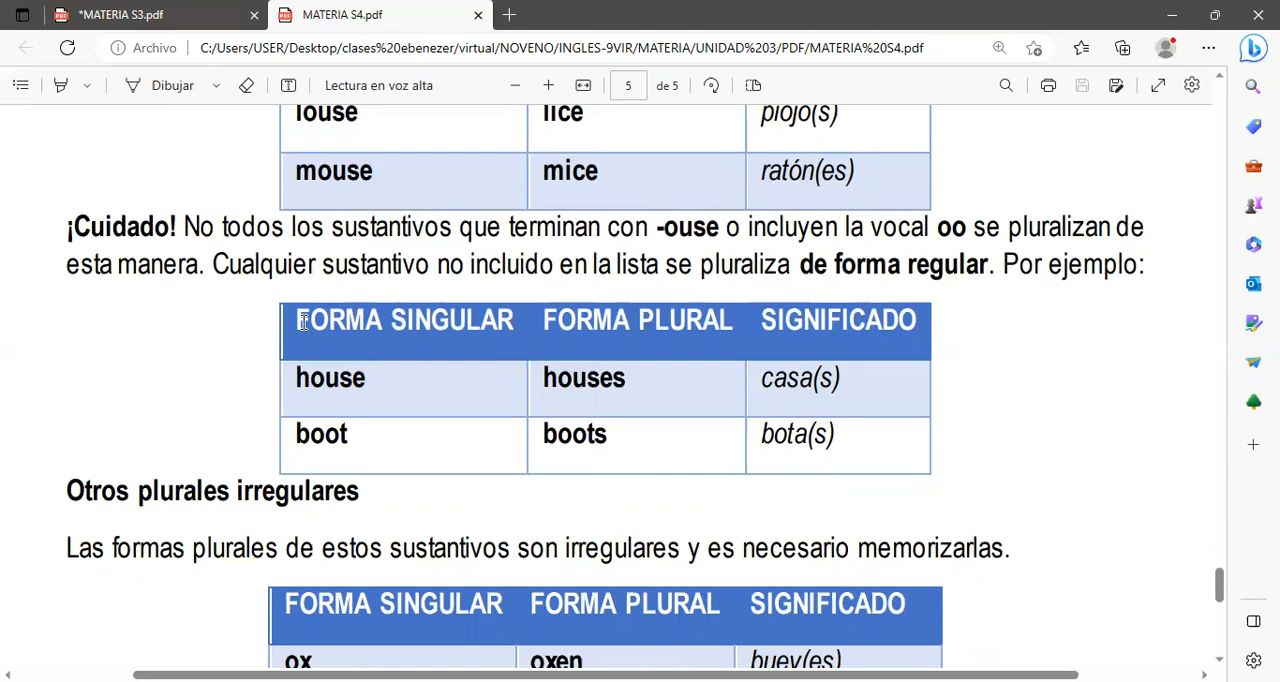 *MATERIA S3.pdf
MATERIA S4.pdf
Archivo
C:/Users/USER/Desktop/clases%20ebenezer/virtual/NOVENO/INGLES-9VIR/MATERIA/UNIDAD%203/PDF/MATERIA%20S4.pdf
Dibujar
Lectura en voz alta
5
de 5
louse lice piojo(s)
mouse mice ratón(es)
¡Cuidado! No todos los sustantivos que terminan con -ouse o incluyen la vocal oo se pluralizan de
esta manera. Cualquier sustantivo no incluido en la lista se pluraliza de forma regular. Por ejemplo:
FORMA SINGULAR FORMA PLURAL SIGNIFICADO
house houses casa(s)
boot boots bota(s)
Otros plurales irregulares
Las formas plurales de estos sustantivos son irregulares y es necesario memorizarlas.
FORMA SINGULAR FORMA PLURAL SIGNIFICADO
ox oxen buey(es)